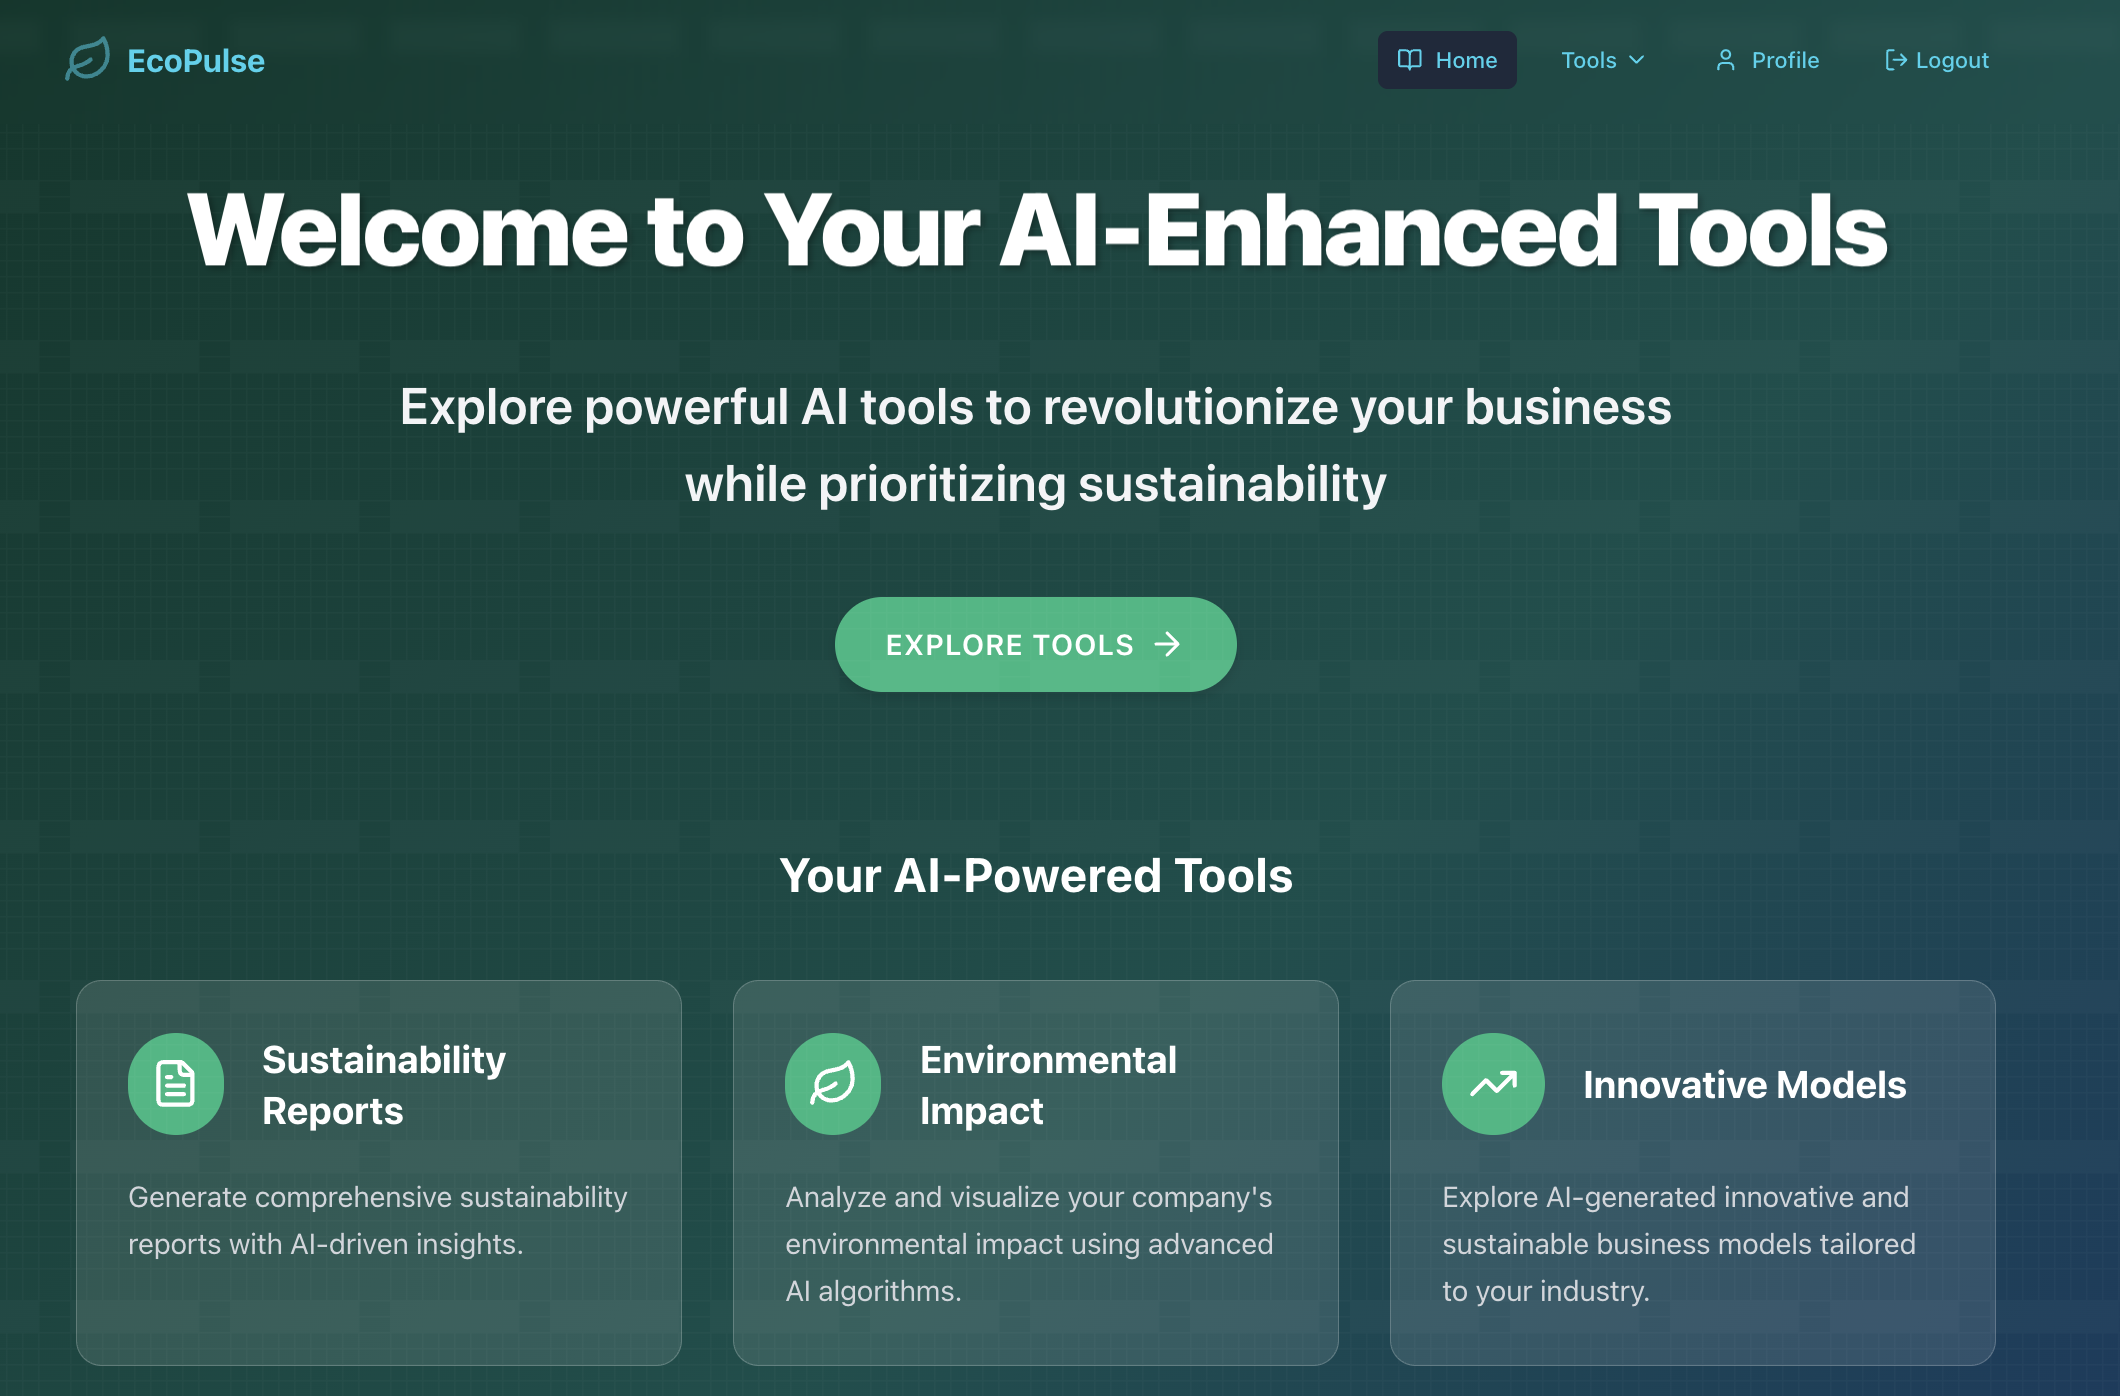 EcoPulse
Home
Tools
Profile
Logout
Welcome to Your AI-Enhanced Tools
Explore powerful AI tools to revolutionize your business
while prioritizing sustainability
EXPLORE TOOLS
Your AI-Powered Tools
Sustainability
Reports
Generate comprehensive sustainability
reports with AI-driven insights.
Environmental
Impact
Analyze and visualize your company's
environmental impact using advanced
AI algorithms.
Innovative Models
Explore AI-generated innovative and
sustainable business models tailored
to your industry.